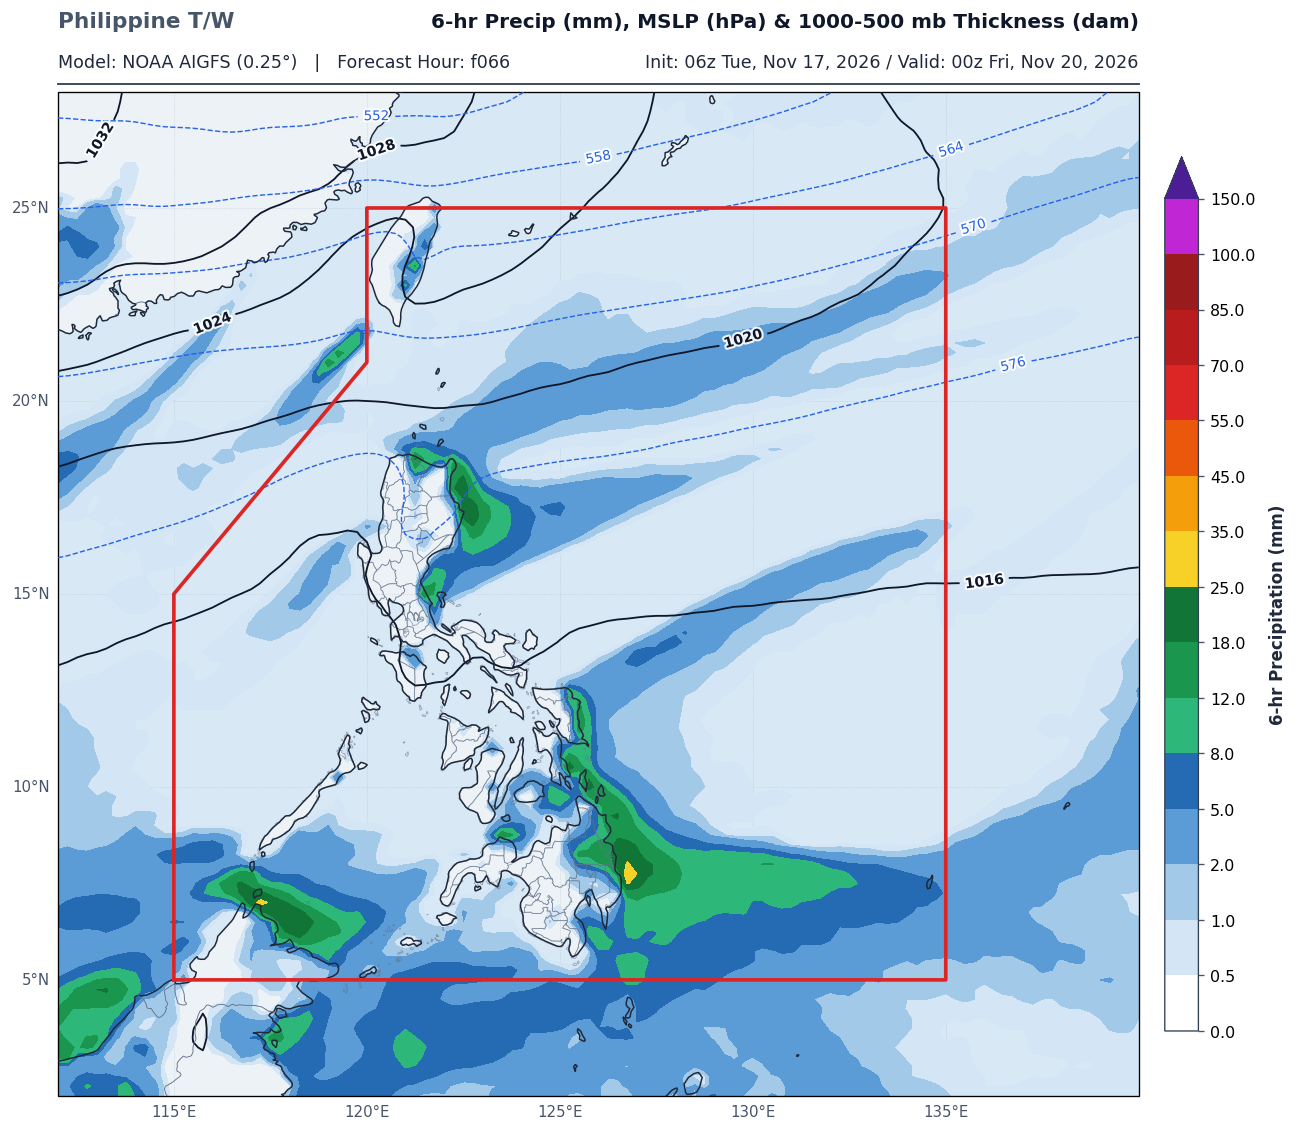 Philippine T/W
6-hr Precip (mm), MSLP (hPa) & 1000-500 mb Thickness (dam)
Model: NOAA AIGFS (0.25°)   |   Forecast Hour: f066
Init: 06z Tue, Nov 17, 2026 / Valid: 00z Fri, Nov 20, 2026
552
1032
1028
558
564
570
1024
1020
576
1016
25°N
20°N
15°N
10°N
5°N
115°E
120°E
125°E
130°E
135°E
150.0
100.0
85.0
70.0
55.0
45.0
35.0
25.0
18.0
12.0
8.0
5.0
2.0
1.0
0.5
0.0
6-hr Precipitation (mm)